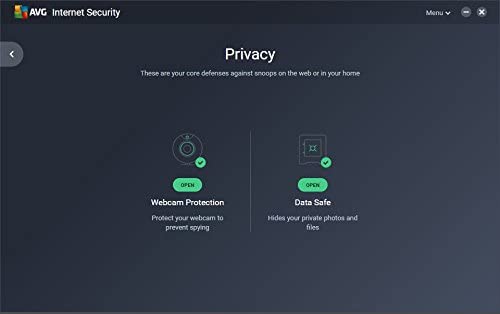 AVG Internet Security
Menu
Privacy
These are your core defenses against snoops on the web or in your home
OPEN
Webcam Protection
Protect your webcam to
prevent spying
OPEN
Data Safe
Hides your private photos and
files